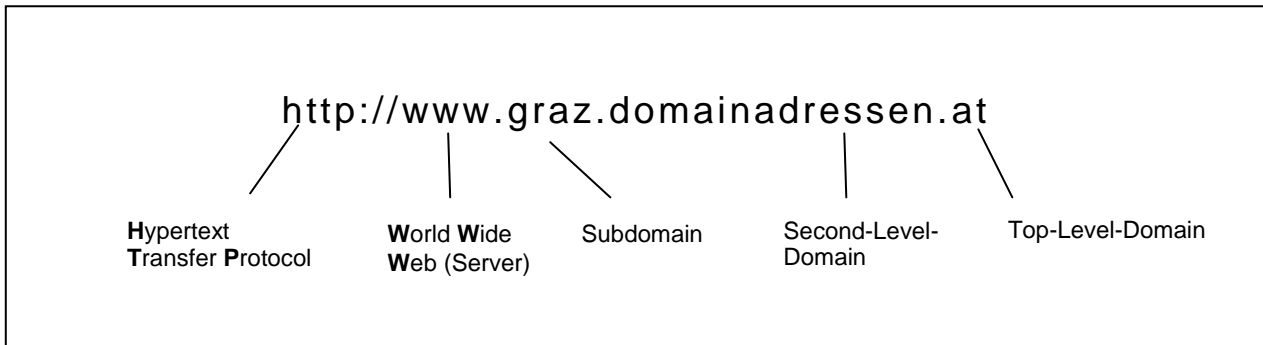 http://www.graz.domainadressen.at
Hypertext
Transfer Protocol
World Wide
Web (Server)
Subdomain
Second-Level-
Domain
Top-Level-Domain